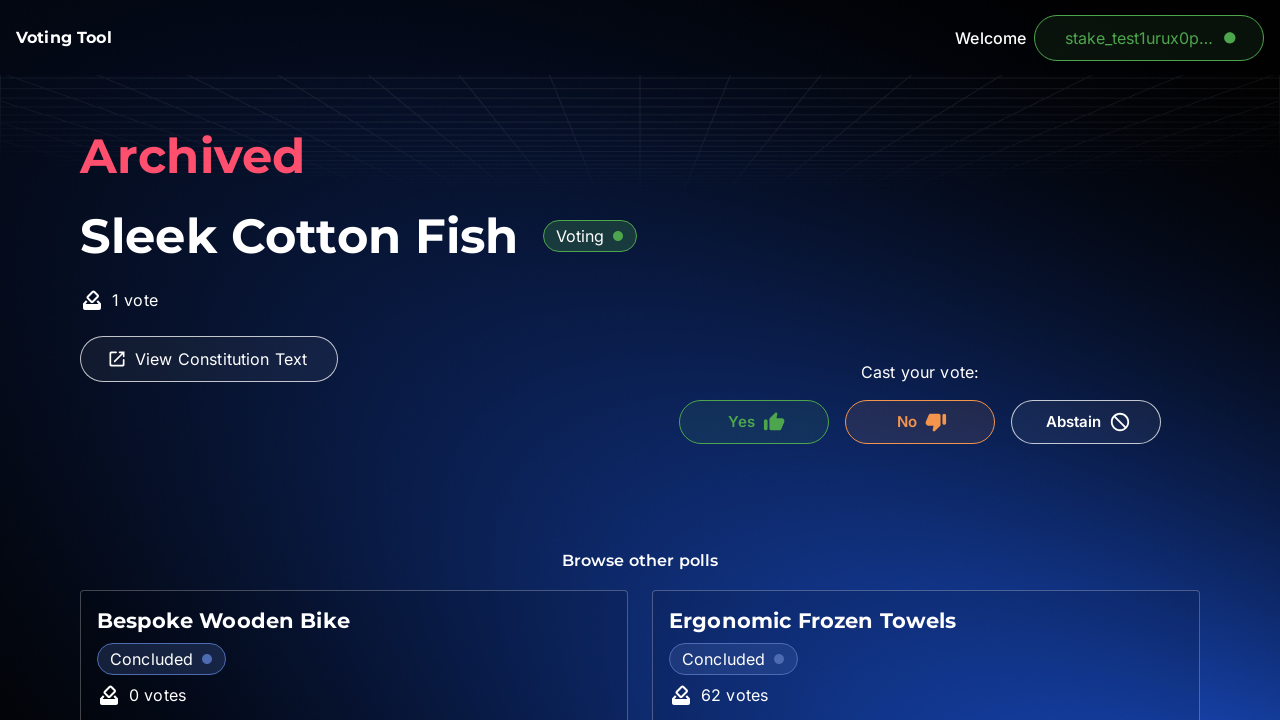 Voting Tool
Welcome
stake_test1urux0p...
Archived
Sleek Cotton Fish
Voting
1 vote
View Constitution Text
Cast your vote:
Yes
No
Abstain
Browse other polls
Bespoke Wooden Bike
Concluded
0 votes
Ergonomic Frozen Towels
Concluded
62 votes